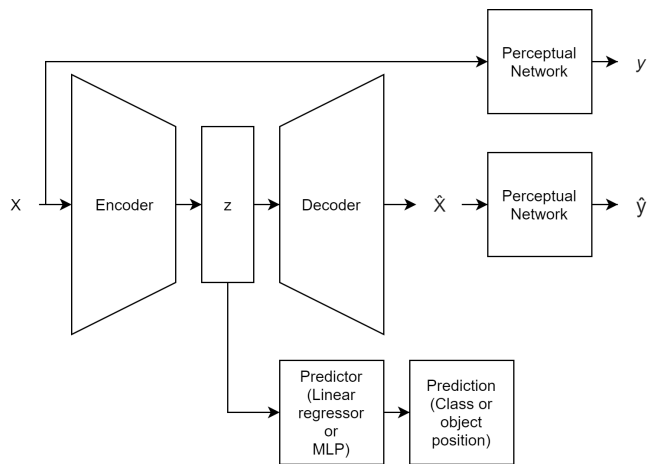 Perceptual
Network
y
X
Encoder
z
Decoder
X̂
Perceptual
Network
ŷ
Predictor
(Linear
regressor
or
MLP)
Prediction
(Class or
object
position)